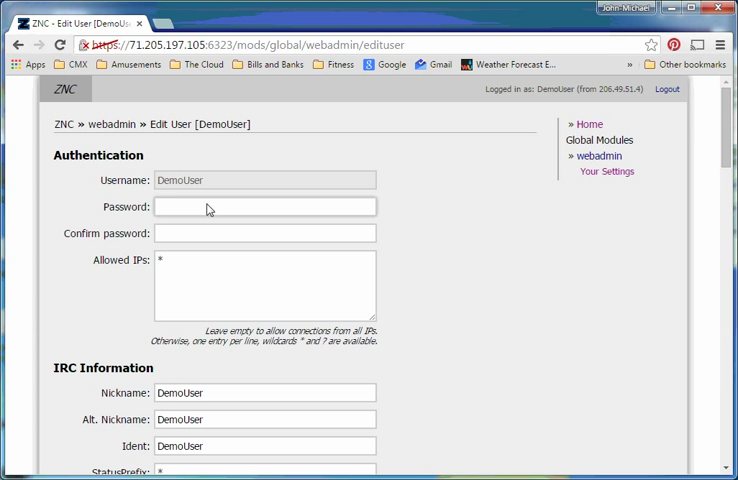 John-Michael
ZNC - Edit User [DemoUse
https://71.205.197.105:6323/mods/global/webadmin/edituser
Apps CMX Amusements The Cloud Bills and Banks Fitness Google Gmail Weather Forecast E... » Other bookmarks
ZNC
Logged in as: DemoUser (from 206.49.51.4) Logout
ZNC » webadmin » Edit User [DemoUser]
» Home
Global Modules
» webadmin
Your Settings
Authentication
Username: DemoUser
Password:
Confirm password:
Allowed IPs: *
Leave empty to allow connections from all IPs.
Otherwise, one entry per line, wildcards * and ? are available.
IRC Information
Nickname: DemoUser
Alt. Nickname: DemoUser
Ident: DemoUser
StatusPrefix: *